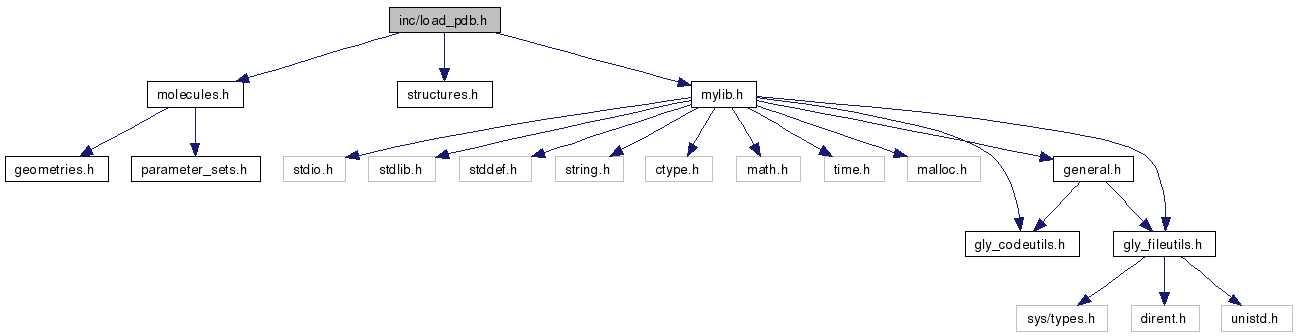 inc/load_pdb.h
molecules.h
structures.h
mylib.h
geometries.h
parameter_sets.h
stdio.h
stdlib.h
stddef.h
string.h
ctype.h
math.h
time.h
malloc.h
general.h
gly_codeutils.h
gly_fileutils.h
sys/types.h
dirent.h
unistd.h